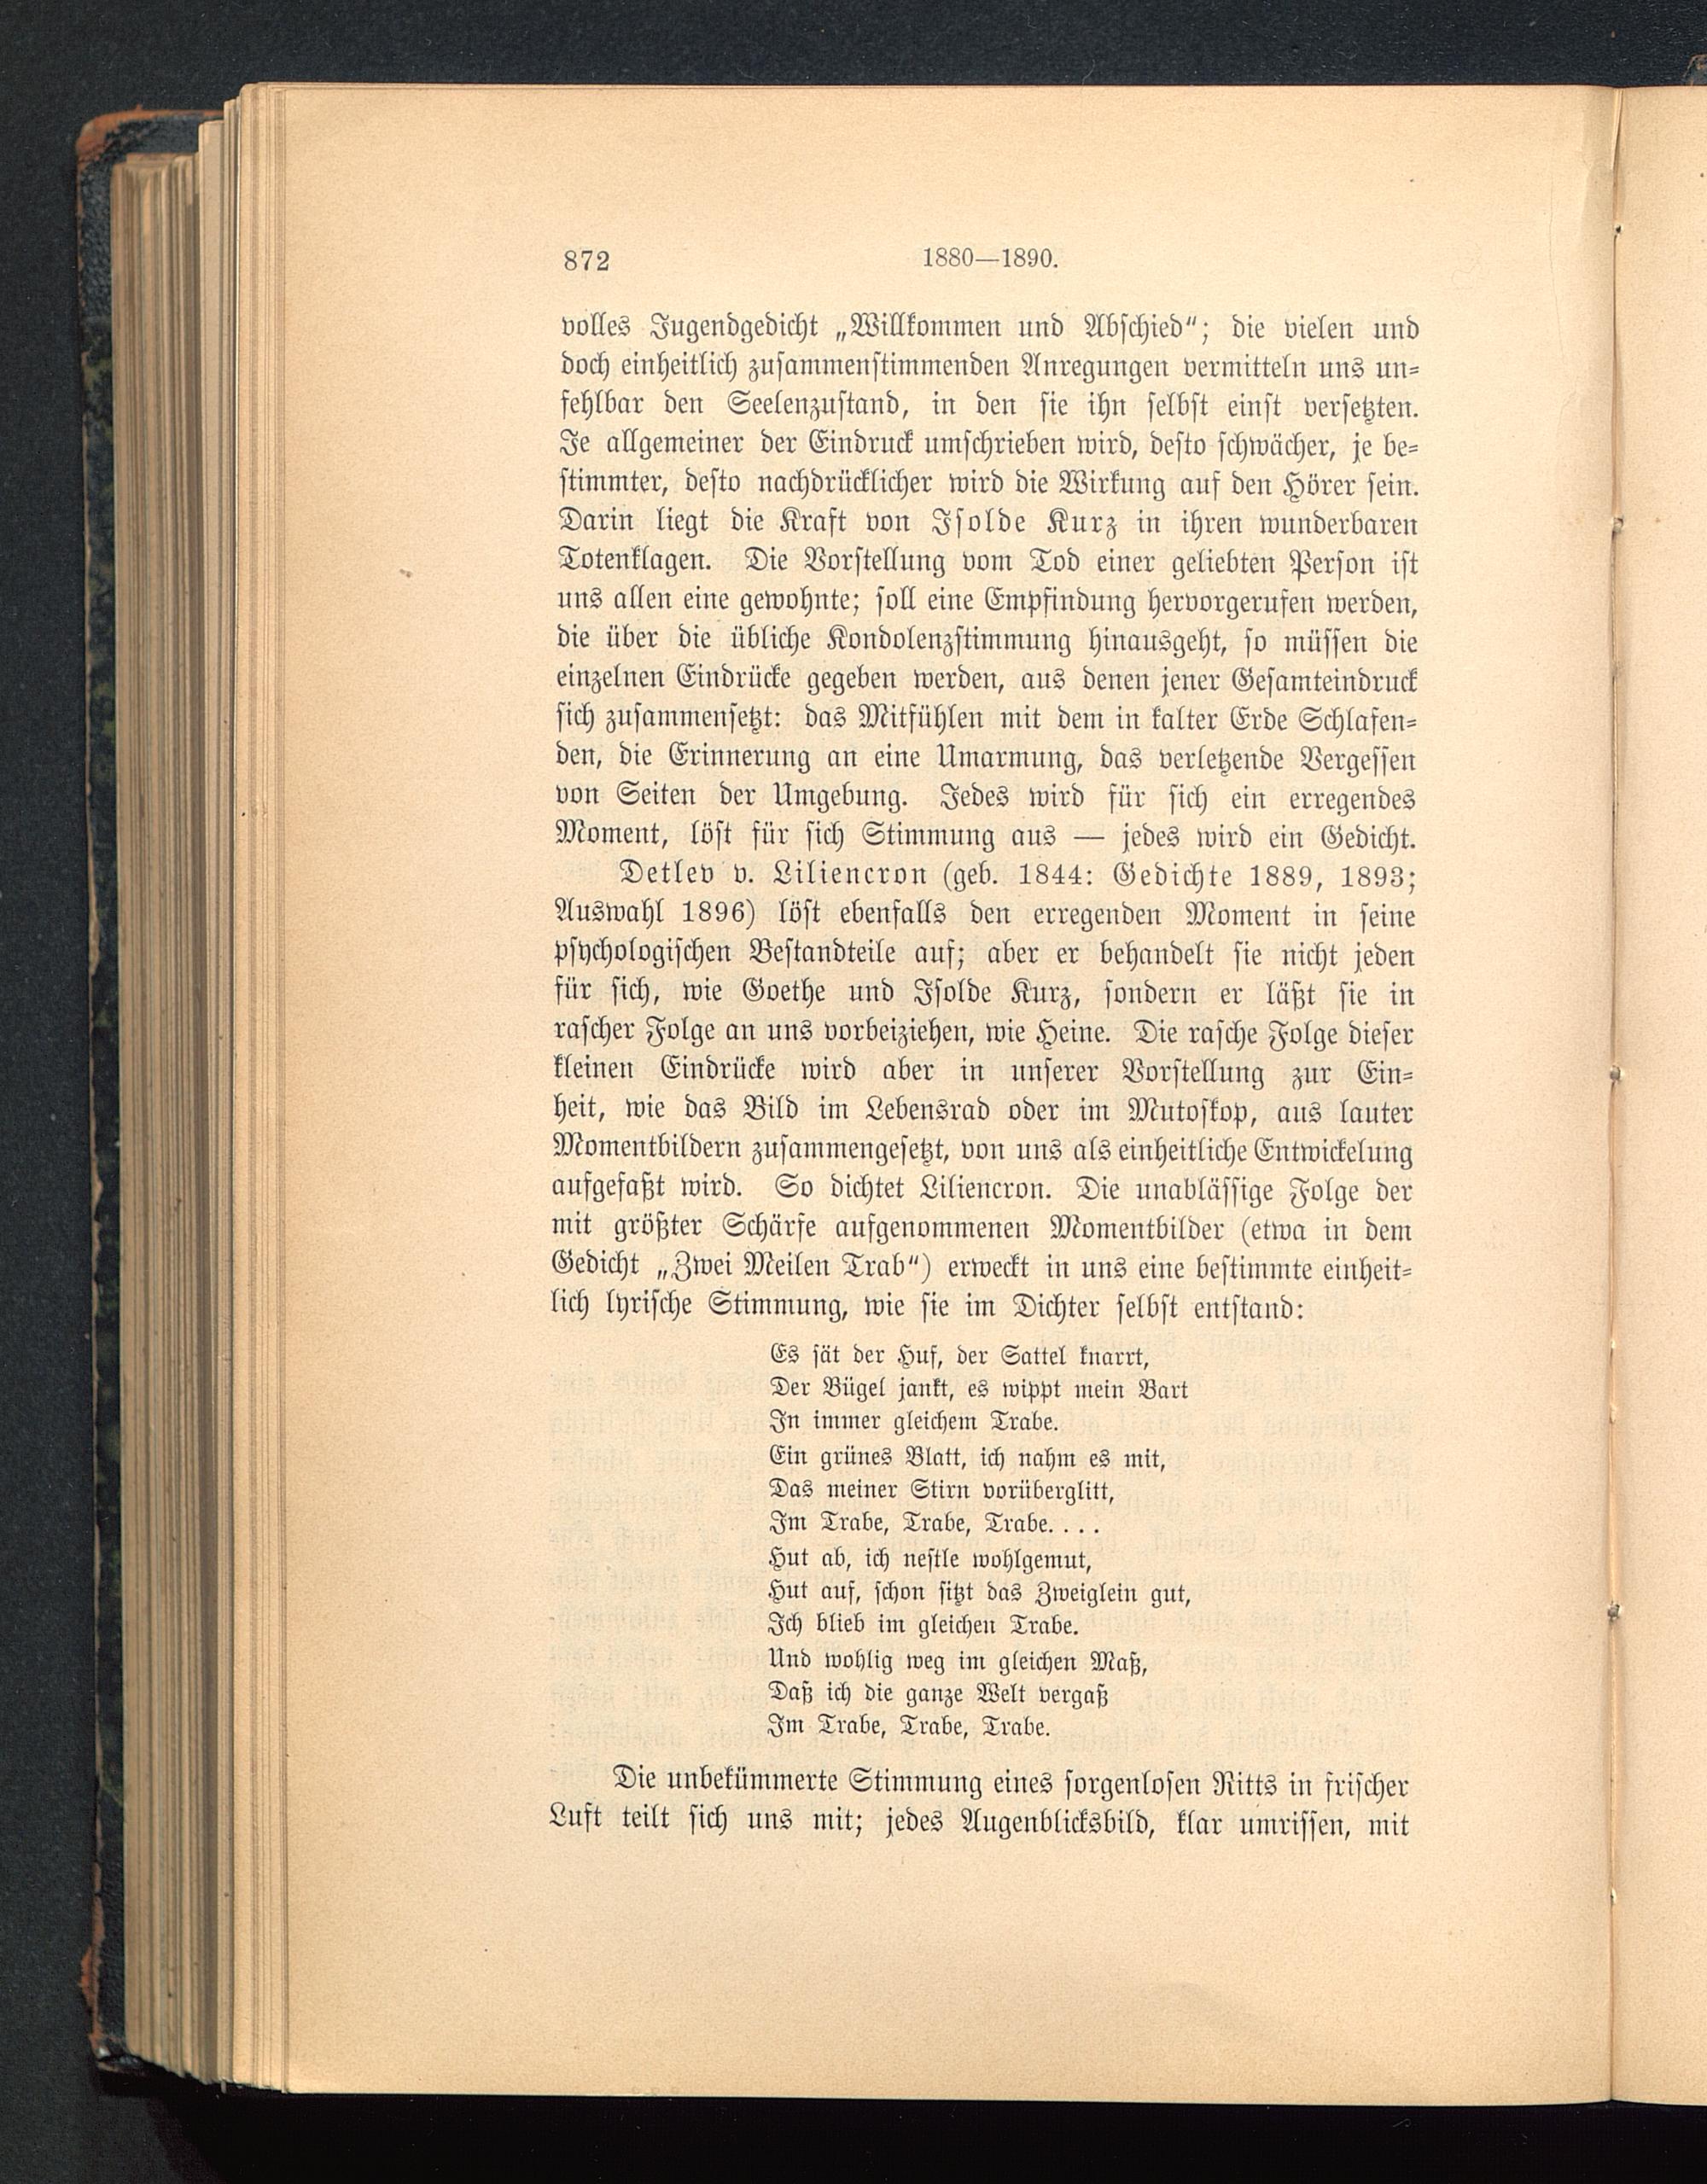 872
1880—1890.
volles Jugendgedicht „Willkommen und Abschied“; die vielen und
doch einheitlich zusammenstimmenden Anregungen vermitteln uns un-
fehlbar den Seelenzustand, in den sie ihn selbst einst versetzten.
Je allgemeiner der Eindruck umschrieben wird, desto schwächer, je be-
stimmter, desto nachdrücklicher wird die Wirkung auf den Hörer sein.
Darin liegt die Kraft von Isolde Kurz in ihren wunderbaren
Totenklagen. Die Vorstellung vom Tod einer geliebten Person ist
uns allen eine gewohnte; soll eine Empfindung hervorgerufen werden,
die über die übliche Kondolenzstimmung hinausgeht, so müssen die
einzelnen Eindrücke gegeben werden, aus denen jener Gesamteindruck
sich zusammensetzt: das Mitfühlen mit dem in kalter Erde Schlafen-
den, die Erinnerung an eine Umarmung, das verletzende Vergessen
von Seiten der Umgebung. Jedes wird für sich ein erregendes
Moment, löst für sich Stimmung aus — jedes wird ein Gedicht.
Detlev v. Liliencron (geb. 1844: Gedichte 1889, 1893;
Auswahl 1896) löst ebenfalls den erregenden Moment in seine
psychologischen Bestandteile auf; aber er behandelt sie nicht jeden
für sich, wie Goethe und Isolde Kurz, sondern er läßt sie in
rascher Folge an uns vorbeiziehen, wie Heine. Die rasche Folge dieser
kleinen Eindrücke wird aber in unserer Vorstellung zur Ein-
heit, wie das Bild im Lebensrad oder im Mutoskop, aus lauter
Momentbildern zusammengesetzt, von uns als einheitliche Entwickelung
aufgefaßt wird. So dichtet Liliencron. Die unablässige Folge der
mit größter Schärfe aufgenommenen Momentbilder (etwa in dem
Gedicht „Zwei Meilen Trab“) erweckt in uns eine bestimmte einheit-
lich lyrische Stimmung, wie sie im Dichter selbst entstand:
Es sät der Huf, der Sattel knarrt,
Der Bügel jankt, es wippt mein Bart
In immer gleichem Trabe.
Ein grünes Blatt, ich nahm es mit,
Das meiner Stirn vorüberglitt,
Im Trabe, Trabe, Trabe. . . .
Hut ab, ich nestle wohlgemut,
Hut auf, schon sitzt das Zweiglein gut,
Ich blieb im gleichen Trabe.
Und wohlig weg im gleichen Maß,
Daß ich die ganze Welt vergaß
Im Trabe, Trabe, Trabe.
Die unbekümmerte Stimmung eines sorgenlosen Ritts in frischer
Luft teilt sich uns mit; jedes Augenblicksbild, klar umrissen, mit